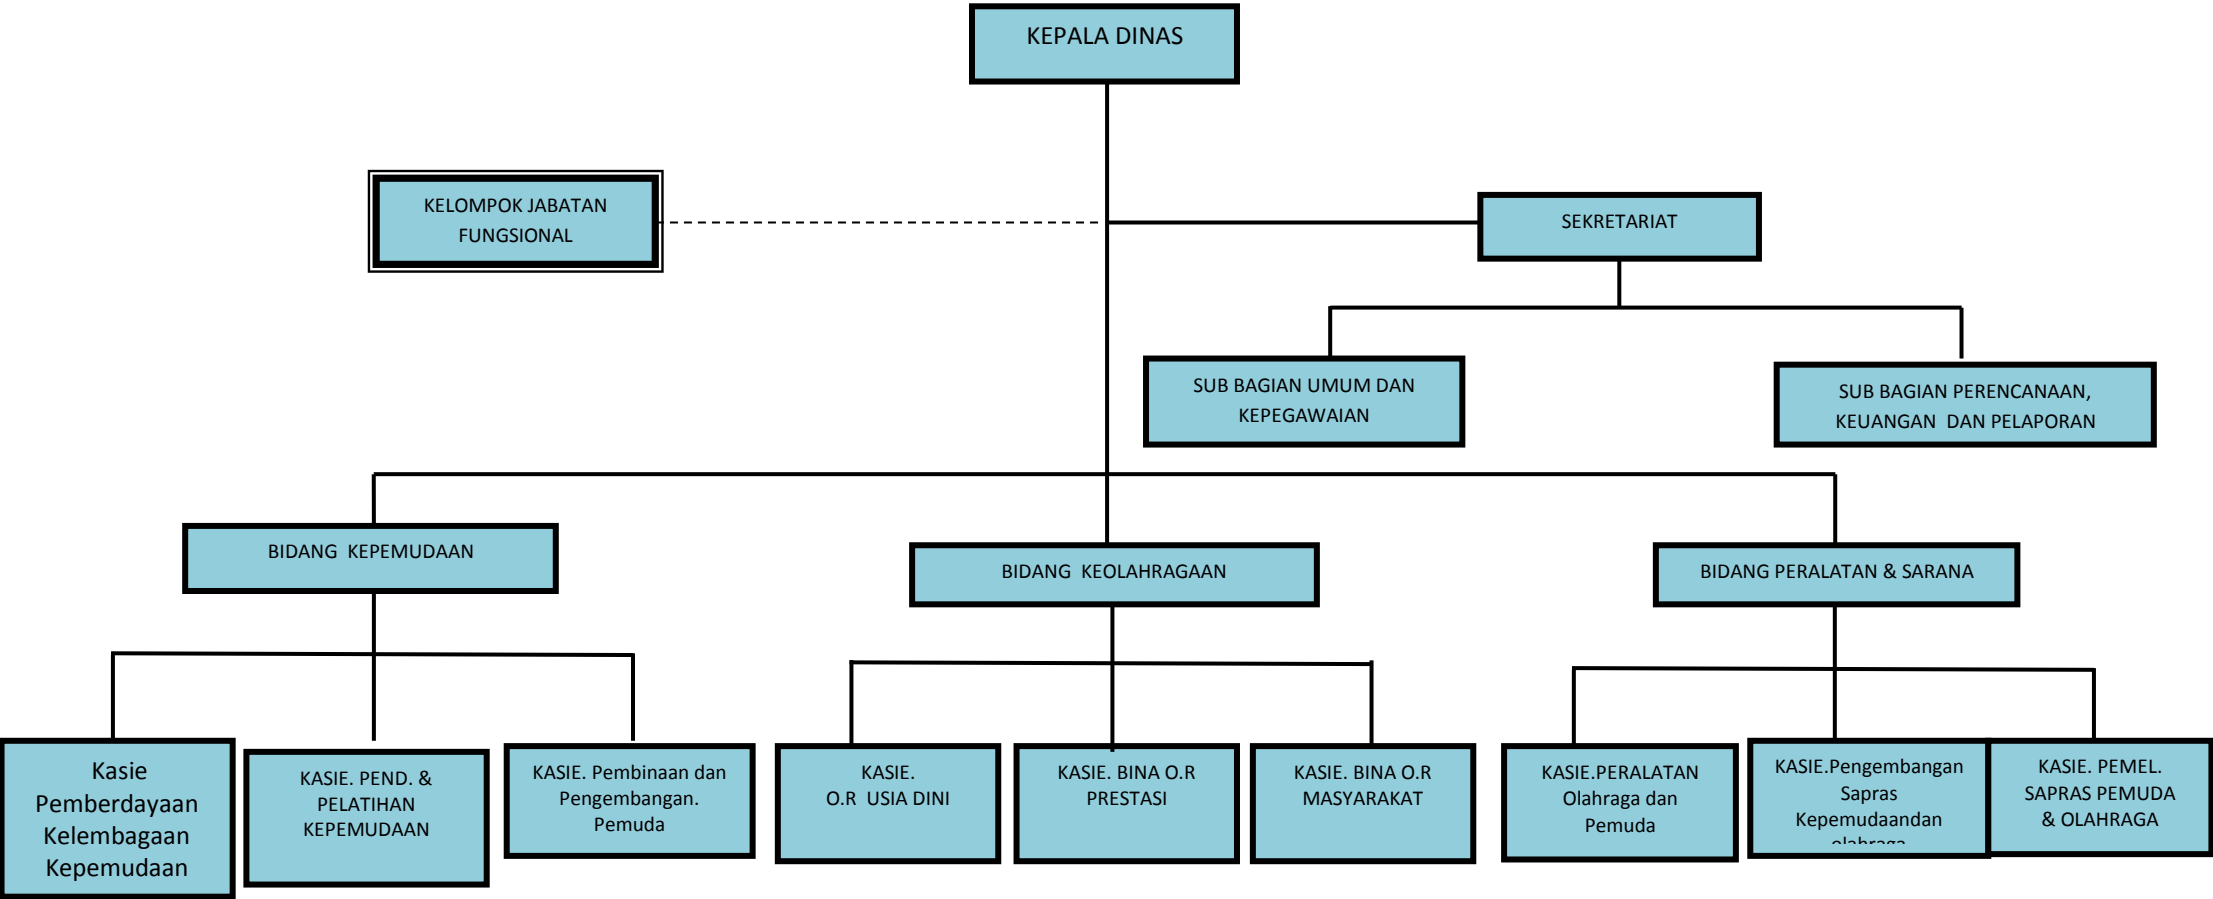 KEPALA DINAS
KELOMPOK JABATAN
FUNGSIONAL
SEKRETARIAT
SUB BAGIAN UMUM DAN
KEPEGAWAIAN
SUB BAGIAN PERENCANAAN,
KEUANGAN  DAN PELAPORAN
BIDANG  KEPEMUDAAN
BIDANG  KEOLAHRAGAAN
BIDANG PERALATAN & SARANA
Kasie
Pemberdayaan
Kelembagaan
Kepemudaan
KASIE. PEND. &
PELATIHAN
KEPEMUDAAN
KASIE. Pembinaan dan
Pengembangan.
Pemuda
KASIE.
O.R  USIA DINI
KASIE. BINA O.R
PRESTASI
KASIE. BINA O.R
MASYARAKAT
KASIE.PERALATAN
Olahraga dan
Pemuda
KASIE.Pengembangan
Sapras
Kepemudaandan
olahraga
KASIE. PEMEL.
SAPRAS PEMUDA
& OLAHRAGA